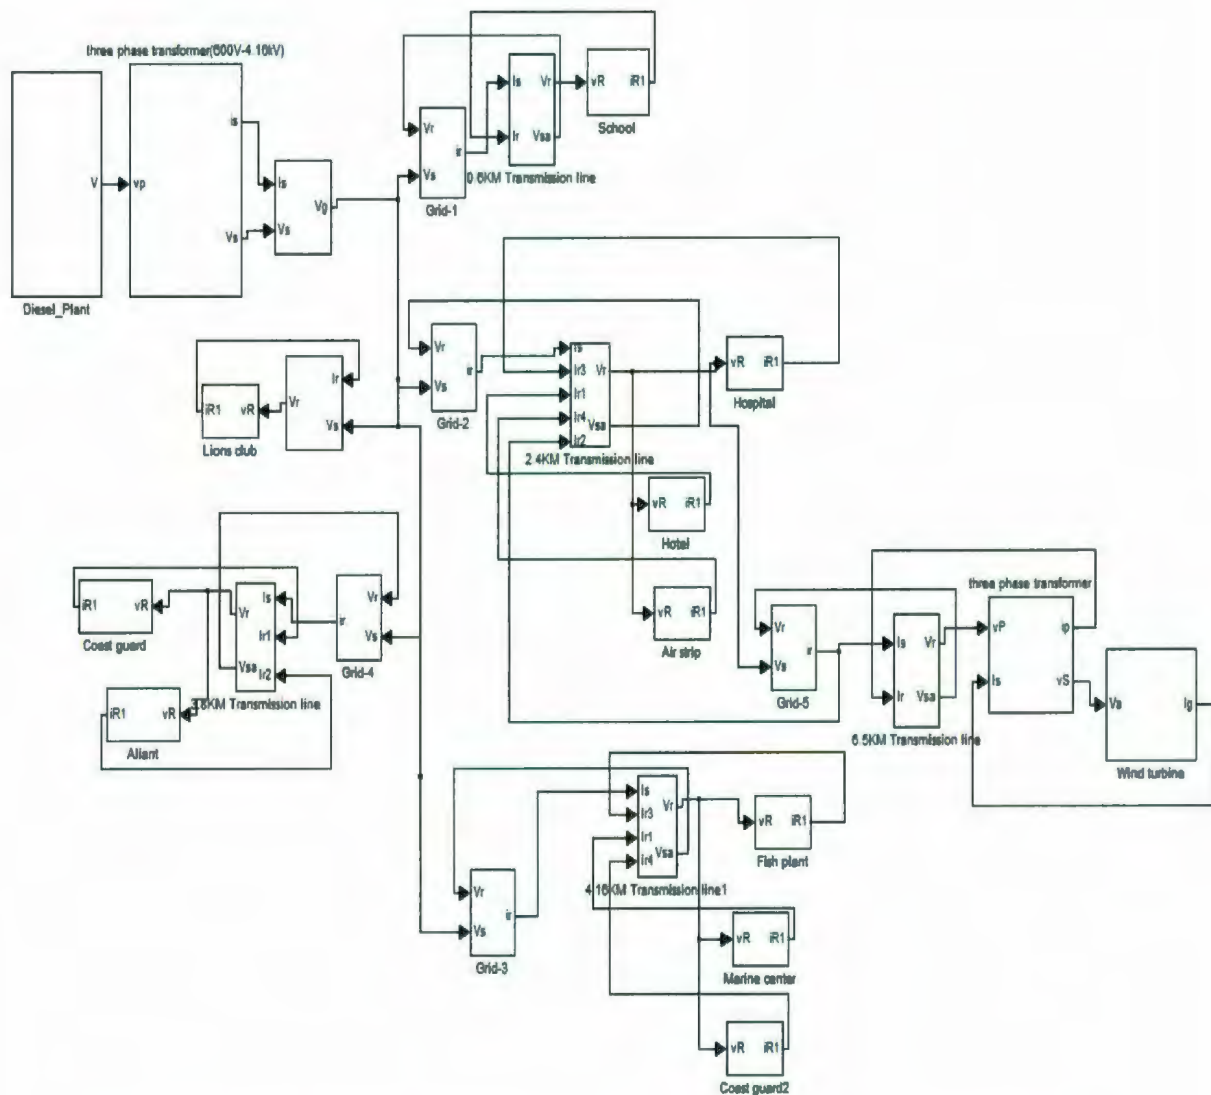 three phase transformer(600V-4.16kV)
V
vp
is
Vs
Is
Vs
Vg
Diesel_Plant
Vr
Vs
ir
Grid-1
Is
Ir
Vr
Vsa
0.6KM Transmission line
vR
iR1
School
Vr
Vs
ir
Grid-2
Is
Ir3
Ir1
Ir4
Ir2
Vr
Vsa
2.4KM Transmission line
vR
iR1
Hospital
iR1
vR
Lions club
Vr
Ir
Vs
vR
iR1
Hotel
vR
iR1
Air strip
iR1
vR
Coast guard
iR1
vR
Aliant
Vr
Vsa
Is
Ir1
Ir2
Transmission line
ir
Vr
Vs
Grid-4
Vr
Vs
ir
Grid-5
Is
Ir
Vr
Vsa
6.5KM Transmission line
three phase transformer
vP
Is
ip
vS
Vs
Ig
Wind turbine
Vr
Vs
ir
Grid-3
Is
Ir3
Ir1
Ir4
Vr
Vsa
4.16KM Transmission line1
vR
iR1
Fish plant
vR
iR1
Marine center
vR
iR1
Coast guard2